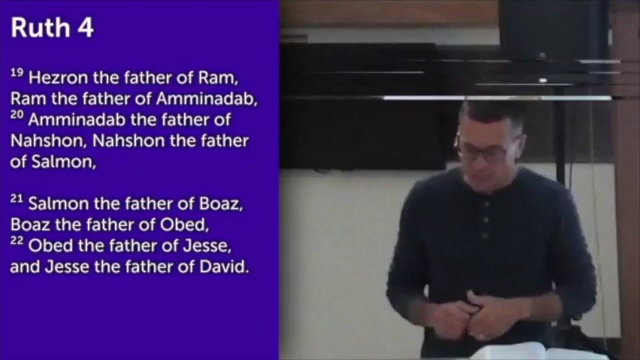 Ruth 4
19 Hezron the father of Ram,
Ram the father of Amminadab,
20 Amminadab the father of
Nahshon, Nahshon the father
of Salmon,
21 Salmon the father of Boaz,
Boaz the father of Obed,
22 Obed the father of Jesse,
and Jesse the father of David.